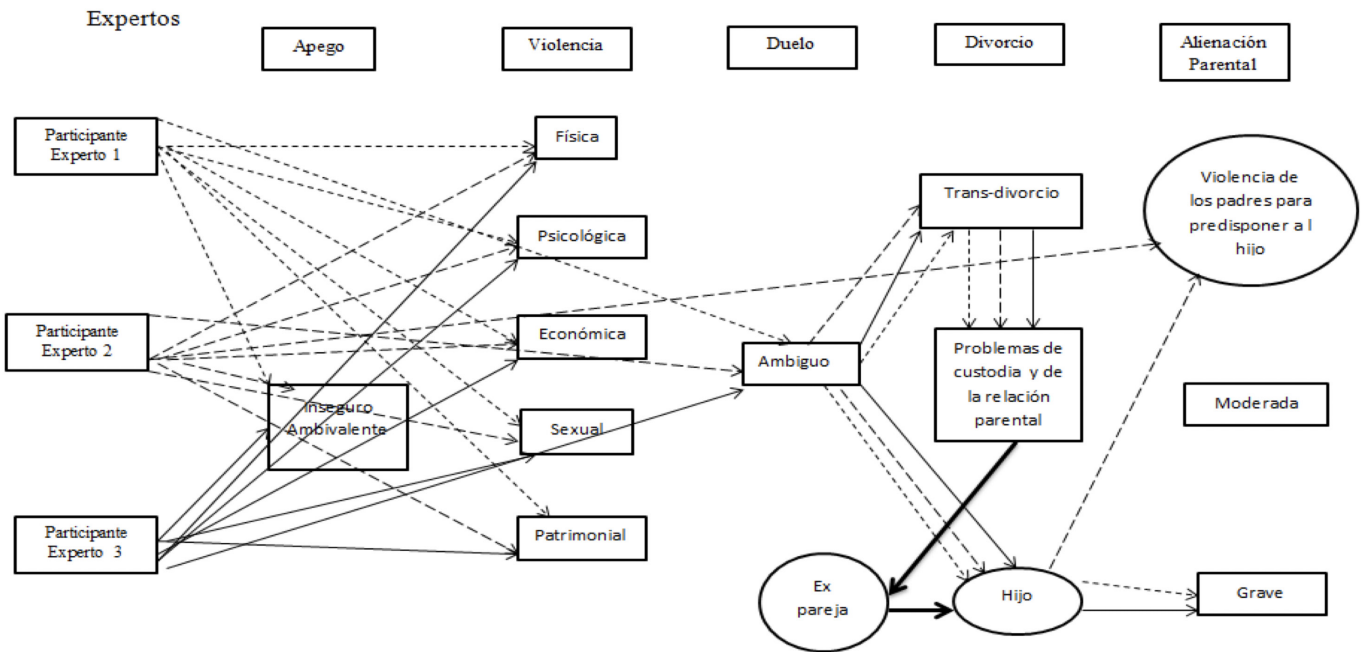 Expertos
Apego
Violencia
Duelo
Divorcio
Alienación
Parental
Participante
Experto 1
Física
Violencia de
los padres para
predisponer a l
hijo
Trans-divorcio
Psicológica
Participante
Experto 2
Económica
Ambiguo
Problemas de
custodia y de
la relación
parental
Inseguro
Ambivalente
Sexual
Moderada
Participante
Experto 3
Patrimonial
Ex
pareja
Hijo
Grave